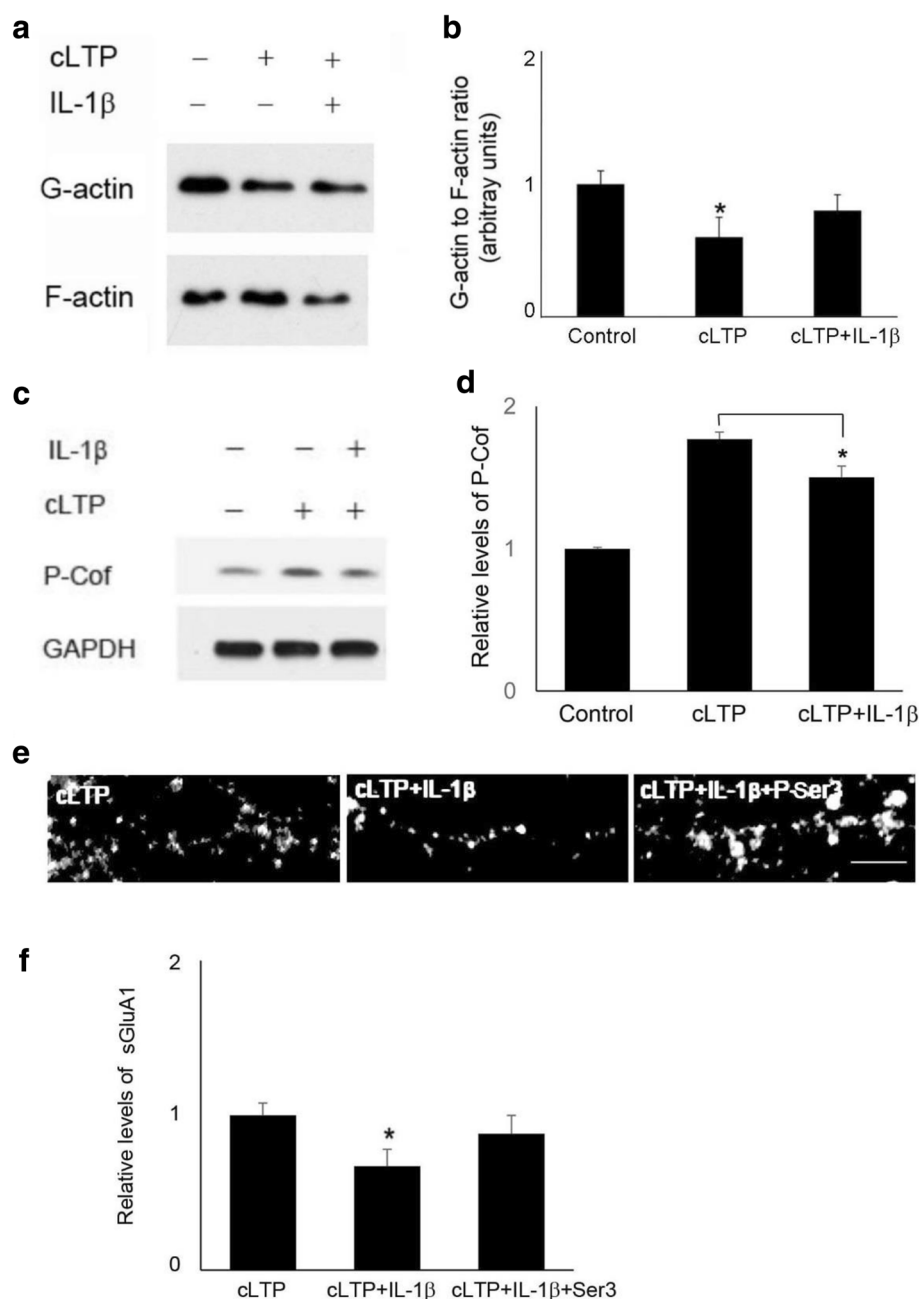 a
cLTP − + +
IL-1β − − +
G-actin
F-actin
b
G-actin to F-actin ratio
(arbitray units)
2
1
0
*
Control cLTP cLTP+IL-1β
c
IL-1β − − +
cLTP − + +
P-Cof
GAPDH
d
Relative levels of P-Cof
2
1
0
*
Control cLTP cLTP+IL-1β
e
cLTP
cLTP+IL-1β
cLTP+IL-1β+P-Ser3
f
Relative levels of sGluA1
2
1
0
*
cLTP cLTP+IL-1β cLTP+IL-1β+Ser3